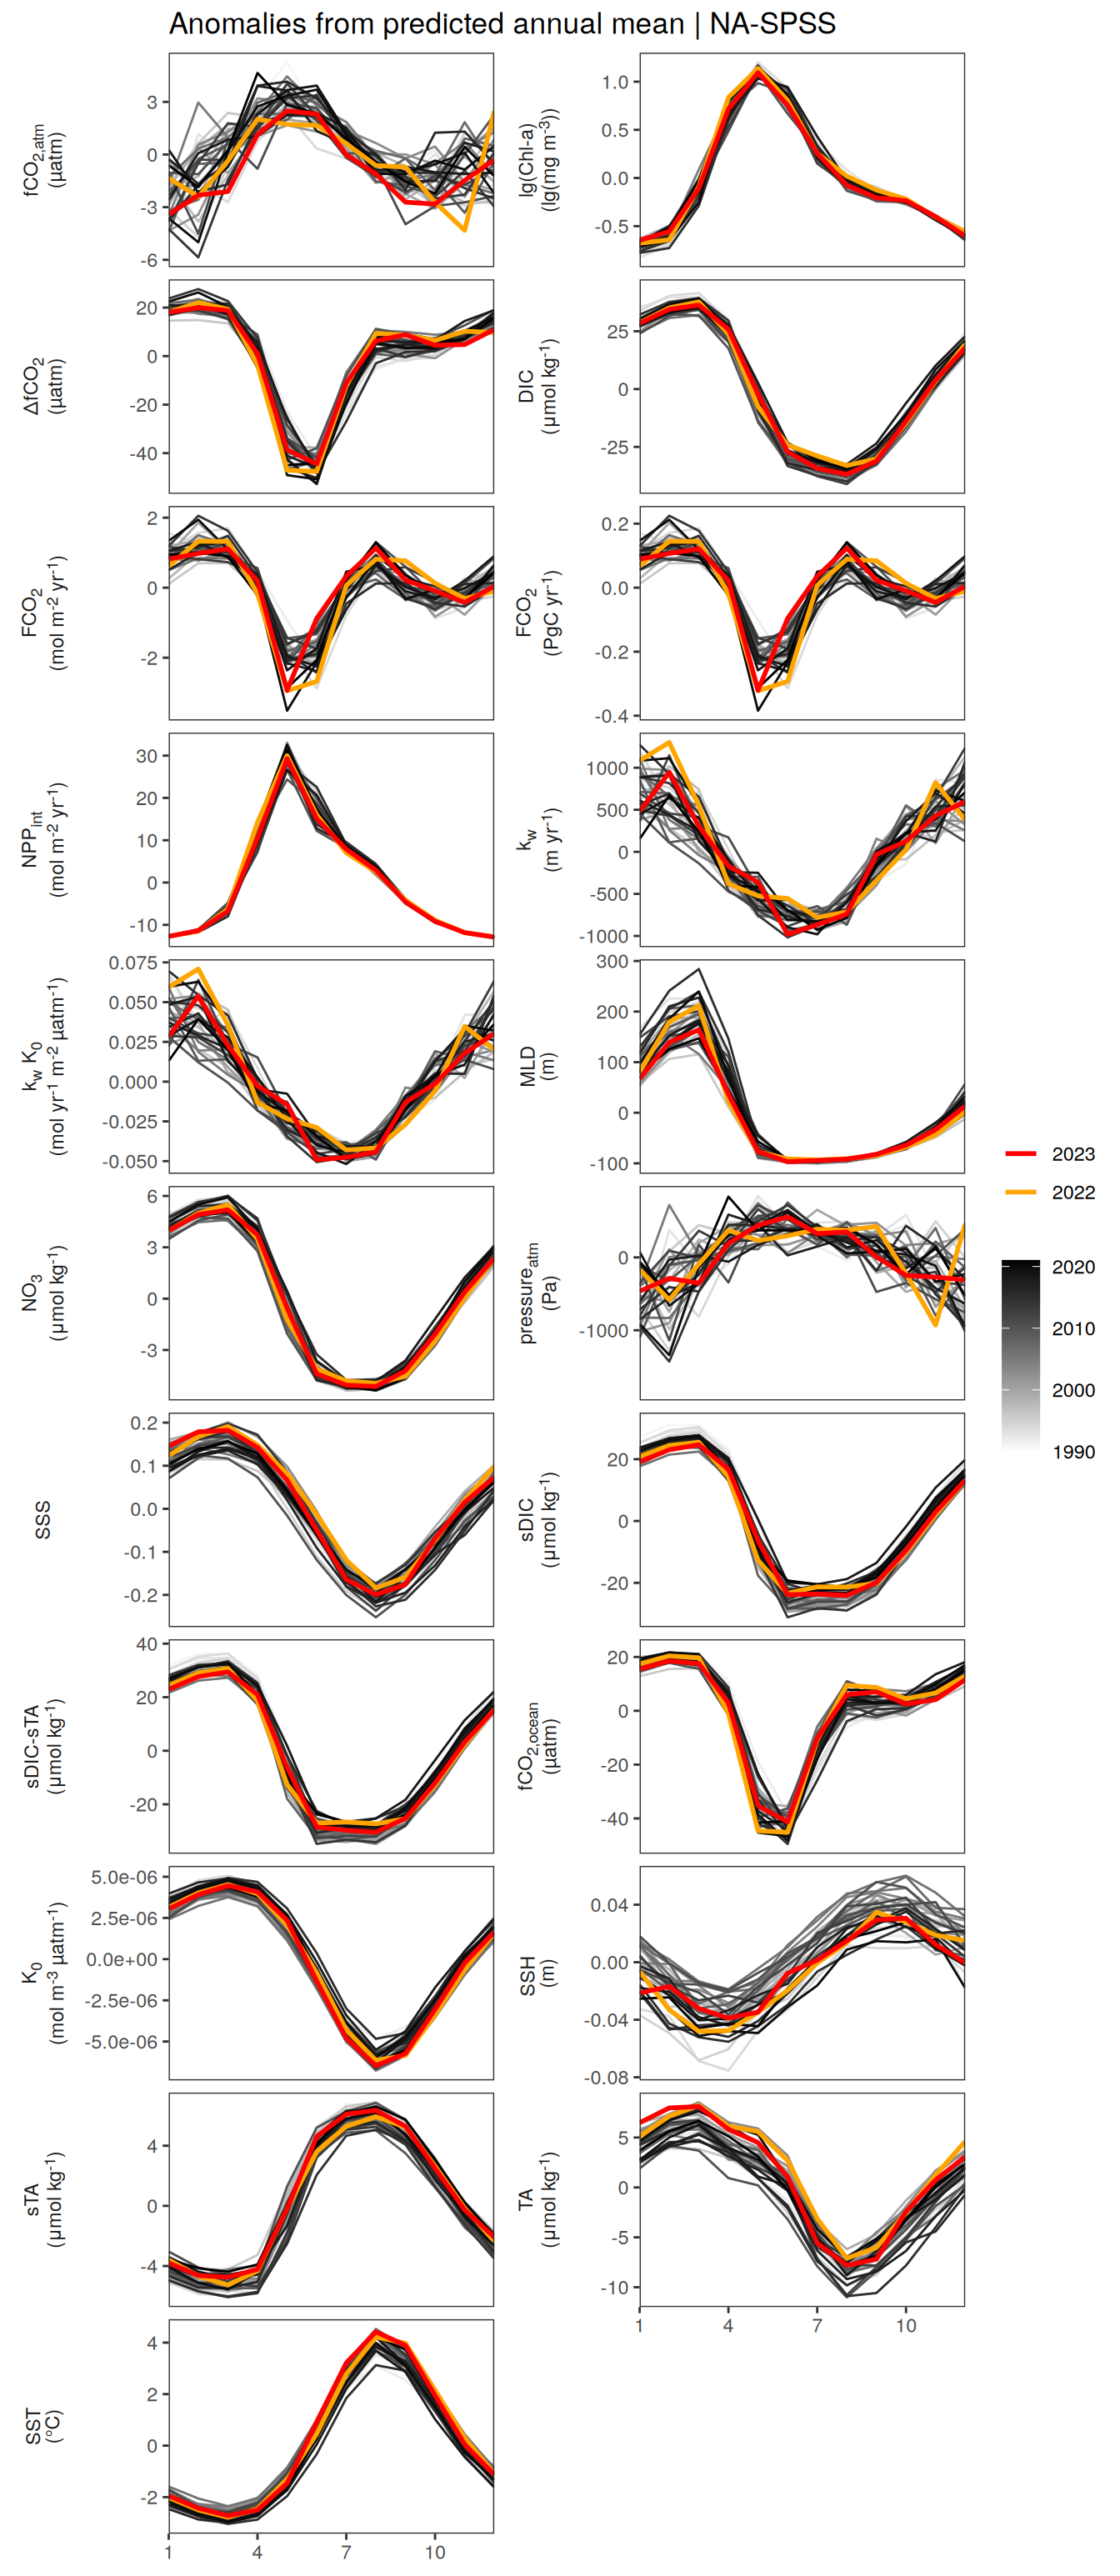 Anomalies from predicted annual mean | NA-SPSS
fCO2,atm
(µatm)
3
0
-3
-6
lg(Chl-a)
(lg(mg m-3))
1.0
0.5
0.0
-0.5
ΔfCO2
(µatm)
20
0
-20
-40
DIC
(µmol kg-1)
25
0
-25
FCO2
(mol m-2 yr-1)
2
0
-2
FCO2
(PgC yr-1)
0.2
0.0
-0.2
-0.4
NPPint
(mol m-2 yr-1)
30
20
10
0
-10
kw
(m yr-1)
1000
500
0
-500
-1000
kw K0
(mol yr-1 m-2 µatm-1)
0.075
0.050
0.025
0.000
-0.025
-0.050
MLD
(m)
300
200
100
0
-100
NO3
(µmol kg-1)
6
3
0
-3
pressureatm
(Pa)
0
-1000
SSS
0.2
0.1
0.0
-0.1
-0.2
sDIC
(µmol kg-1)
20
0
-20
sDIC-sTA
(µmol kg-1)
40
20
0
-20
fCO2,ocean
(µatm)
20
0
-20
-40
K0
(mol m-3 µatm-1)
5.0e-06
2.5e-06
0.0e+00
-2.5e-06
-5.0e-06
SSH
(m)
0.04
0.00
-0.04
-0.08
sTA
(µmol kg-1)
4
0
-4
TA
(µmol kg-1)
5
0
-5
-10
1 4 7 10
SST
(°C)
4
2
0
-2
1 4 7 10
2023
2022
2020
2010
2000
1990